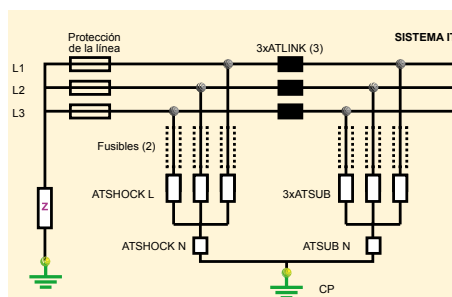 Protección
de la línea
3xATLINK (3)
SISTEMA IT
L1
L2
L3
Fusibles (2)
ATSHOCK L
3xATSUB
Z
ATSHOCK N
ATSUB N
CP